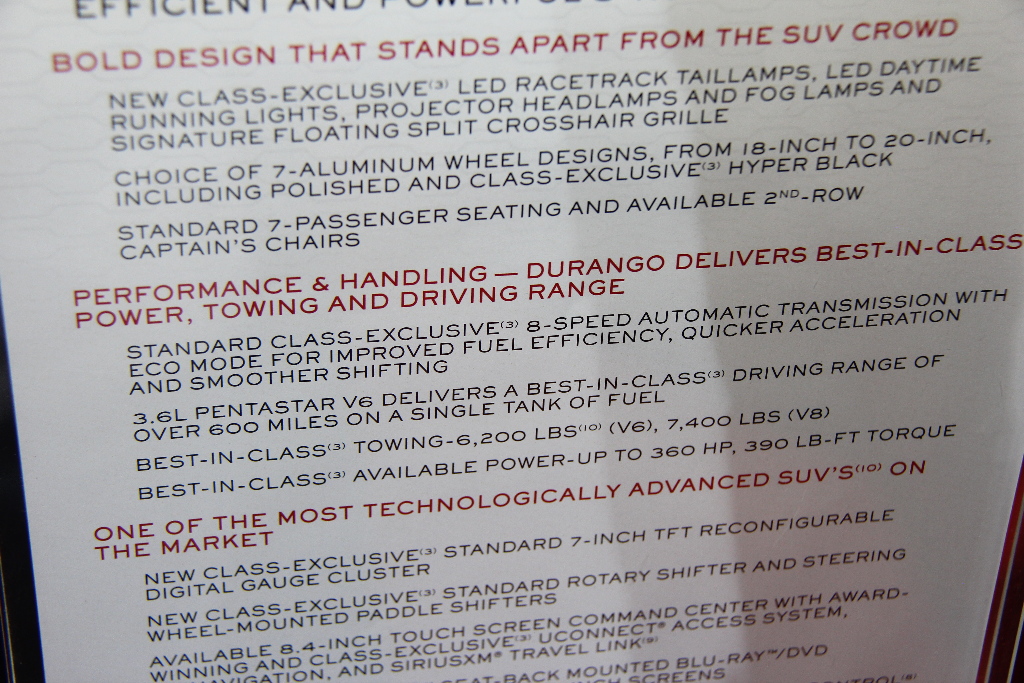 EFFICIENT AND
BOLD DESIGN THAT STANDS APART FROM THE SUV CROWD
NEW CLASS-EXCLUSIVE(3) LED RACETRACK TAILLAMPS, LED DAYTIME
RUNNING LIGHTS, PROJECTOR HEADLAMPS AND FOG LAMPS AND
SIGNATURE FLOATING SPLIT CROSSHAIR GRILLE
CHOICE OF 7-ALUMINUM WHEEL DESIGNS, FROM 18-INCH TO 20-INCH,
INCLUDING POLISHED AND CLASS-EXCLUSIVE(3) HYPER BLACK
STANDARD 7-PASSENGER SEATING AND AVAILABLE 2ND-ROW
CAPTAIN'S CHAIRS
PERFORMANCE & HANDLING — DURANGO DELIVERS BEST-IN-CLASS
POWER, TOWING AND DRIVING RANGE
STANDARD CLASS-EXCLUSIVE(3) 8-SPEED AUTOMATIC TRANSMISSION WITH
ECO MODE FOR IMPROVED FUEL EFFICIENCY, QUICKER ACCELERATION
AND SMOOTHER SHIFTING
3.6L PENTASTAR V6 DELIVERS A BEST-IN-CLASS(3) DRIVING RANGE OF
OVER 600 MILES ON A SINGLE TANK OF FUEL
BEST-IN-CLASS(3) TOWING-6,200 LBS(10) (V6), 7,400 LBS (V8)
BEST-IN-CLASS(3) AVAILABLE POWER-UP TO 360 HP, 390 LB-FT TORQUE
ONE OF THE MOST TECHNOLOGICALLY ADVANCED SUV'S(10) ON
THE MARKET
NEW CLASS-EXCLUSIVE(3) STANDARD 7-INCH TFT RECONFIGURABLE
DIGITAL GAUGE CLUSTER
NEW CLASS-EXCLUSIVE(3) STANDARD ROTARY SHIFTER AND STEERING
WHEEL-MOUNTED PADDLE SHIFTERS
AVAILABLE 8.4-INCH TOUCH SCREEN COMMAND CENTER WITH AWARD-
WINNING AND CLASS-EXCLUSIVE(3) UCONNECT® ACCESS SYSTEM,
NAVIGATION, AND SIRIUSXM® TRAVEL LINK(9)
SEAT-BACK MOUNTED BLU-RAY™/DVD
SCREENS